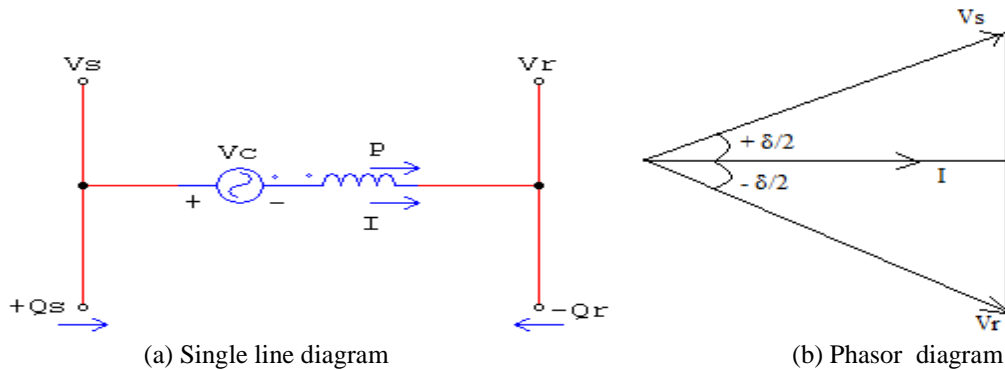 Vs
Vr
Vc
P
+
-
I
+Qs
-Qr
(a) Single line diagram
Vs
+ δ/2
- δ/2
I
Vr
(b) Phasor diagram